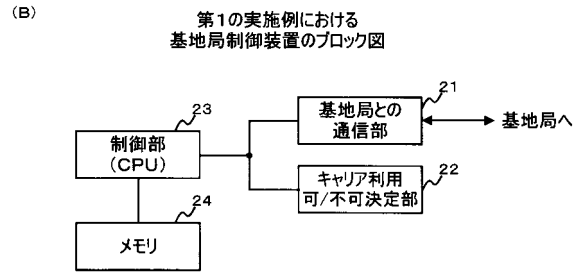 (B)
第1の実施例における
基地局制御装置のブロック図
23
制御部
(CPU)
24
メモリ
21
基地局との
通信部
基地局へ
22
キャリア利用
可/不可決定部